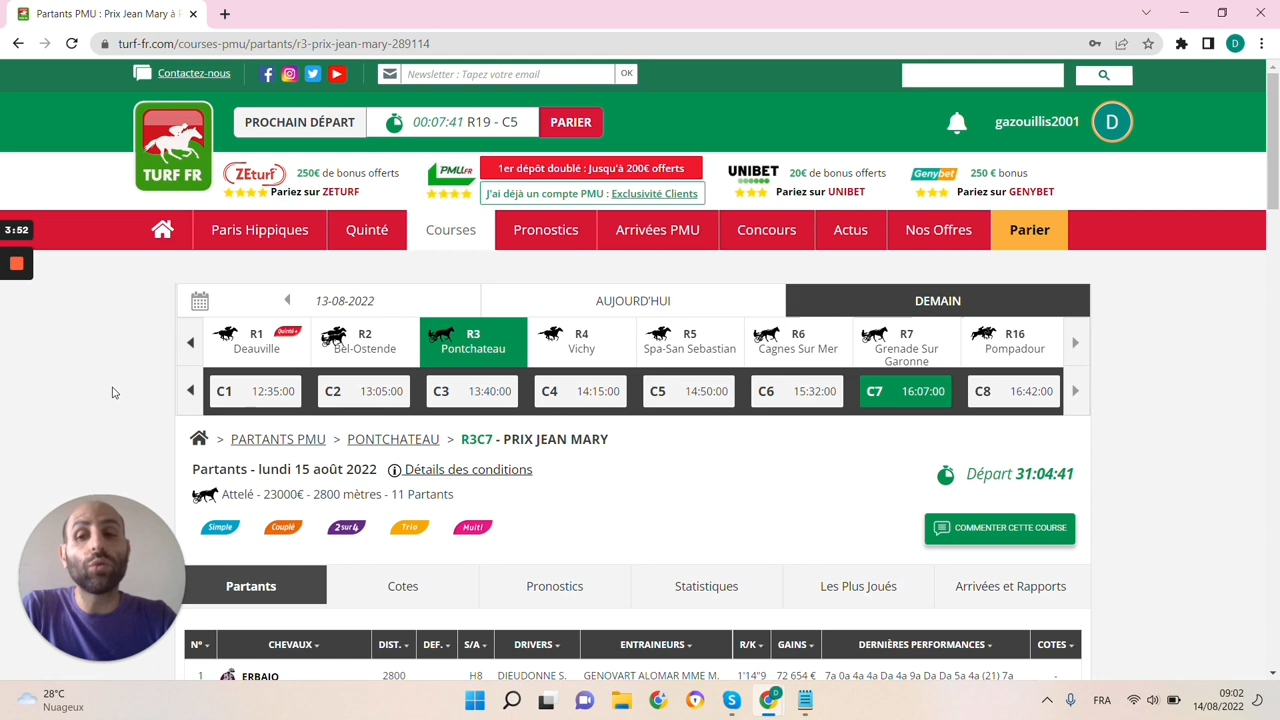 Partants PMU : Prix Jean Mary à P
turf-fr.com/courses-pmu/partants/r3-prix-jean-mary-289114
D
Contactez-nous
Newsletter : Tapez votre email
OK
TURF FR
PROCHAIN DÉPART
00:07:41 R19 - C5
PARIER
gazouillis2001
D
ZEturf
250€ de bonus offerts
Pariez sur ZETURF
PMU.FR
1er dépôt doublé : Jusqu'à 200€ offerts
J'ai déjà un compte PMU : Exclusivité Clients
UNIBET
20€ de bonus offerts
Pariez sur UNIBET
Genybet
250 € bonus
Pariez sur GENYBET
3:52
Paris Hippiques
Quinté
Courses
Pronostics
Arrivées PMU
Concours
Actus
Nos Offres
Parier
13-08-2022
AUJOURD'HUI
DEMAIN
R1 Quinté+
Deauville
R2
Bel-Ostende
R3
Pontchateau
R4
Vichy
R5
Spa-San Sebastian
R6
Cagnes Sur Mer
R7
Grenade Sur
Garonne
R16
Pompadour
C1 12:35:00
C2 13:05:00
C3 13:40:00
C4 14:15:00
C5 14:50:00
C6 15:32:00
C7 16:07:00
C8 16:42:00
> PARTANTS PMU > PONTCHATEAU > R3C7 - PRIX JEAN MARY
Partants - lundi 15 août 2022 Détails des conditions
Départ 31:04:41
Attelé - 23000€ - 2800 mètres - 11 Partants
Simple
Couplé
2sur4
Trio
Multi
COMMENTER CETTE COURSE
Partants
Cotes
Pronostics
Statistiques
Les Plus Joués
Arrivées et Rapports
N° CHEVAUX DIST. DEF. S/A DRIVERS ENTRAINEURS R/K GAINS DERNIÈRES PERFORMANCES COTES
1 ERBAIO 2800 H8 DIEUDONNE S. GENOVART ALOMAR MME M. 1'14"9 72 654 € 7a 0a 4a 4a Da 4a 9a Da Da 5a 4a (21) 7a -
28°C
Nuageux
FRA
09:02
14/08/2022